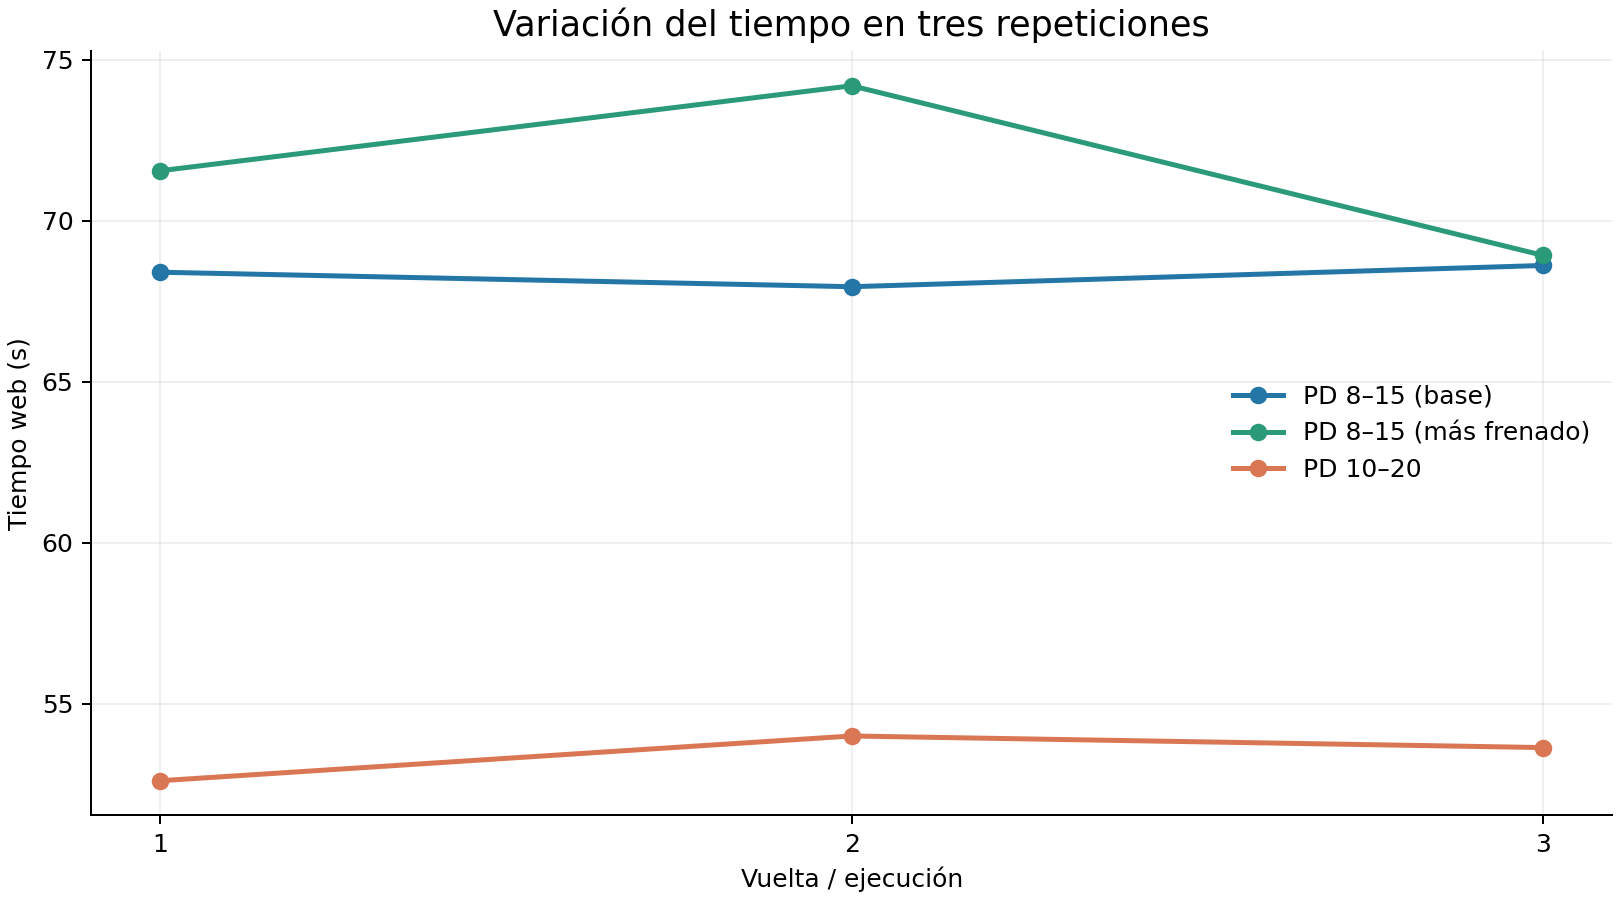 Variación del tiempo en tres repeticiones
75
70
65
60
55
Tiempo web (s)
PD 8–15 (base)
PD 8–15 (más frenado)
PD 10–20
1
2
3
Vuelta / ejecución